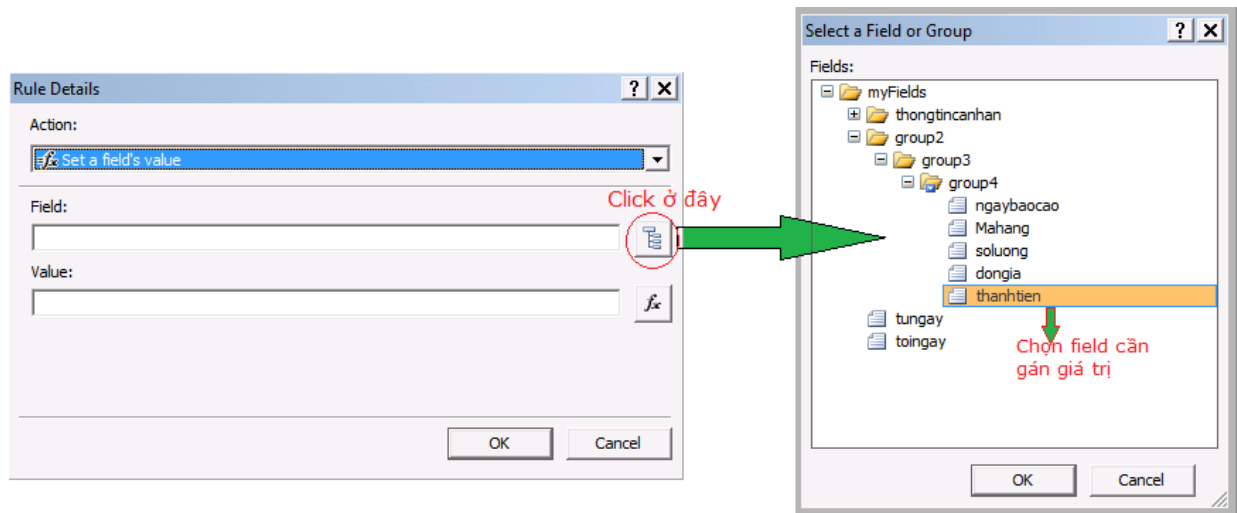 Rule Details
Action:
Set a field's value
Field:
Click ở đây
Value:
fx
OK
Cancel
Select a Field or Group
Fields:
myFields
thongtincanhan
group2
group3
group4
ngaybaocao
Mahang
soluong
dongia
thanhtien
tungay
toingay
Chọn field cần
gán giá trị
OK
Cancel